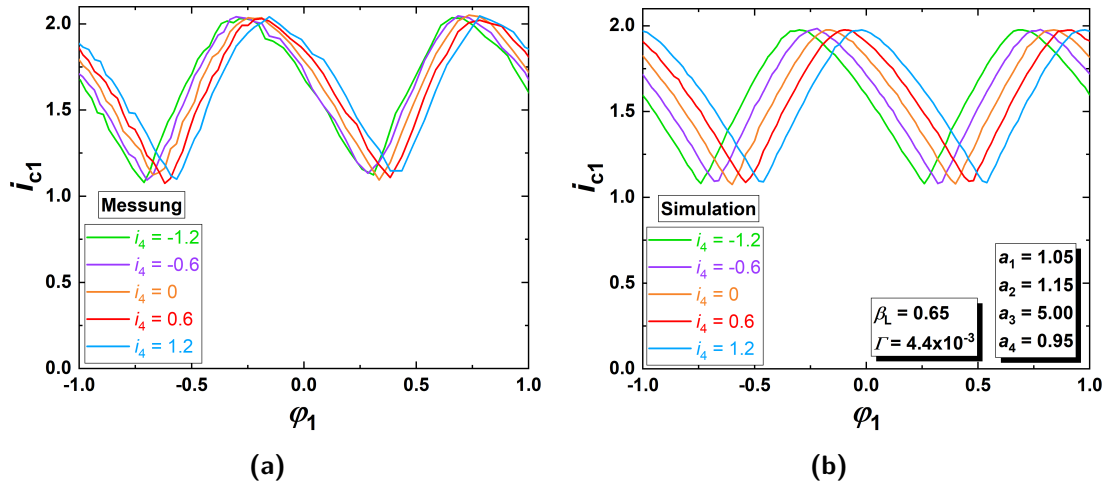 2.0
1.5
1.0
0.5
0.0
i_c1
Messung
i_4 = -1.2
i_4 = -0.6
i_4 = 0
i_4 = 0.6
i_4 = 1.2
-1.0 -0.5 0.0 0.5 1.0
φ_1
(a)
2.0
1.5
1.0
0.5
0.0
i_c1
Simulation
i_4 = -1.2
i_4 = -0.6
i_4 = 0
i_4 = 0.6
i_4 = 1.2
β_L = 0.65
Γ = 4.4x10^-3
a_1 = 1.05
a_2 = 1.15
a_3 = 5.00
a_4 = 0.95
-1.0 -0.5 0.0 0.5 1.0
φ_1
(b)